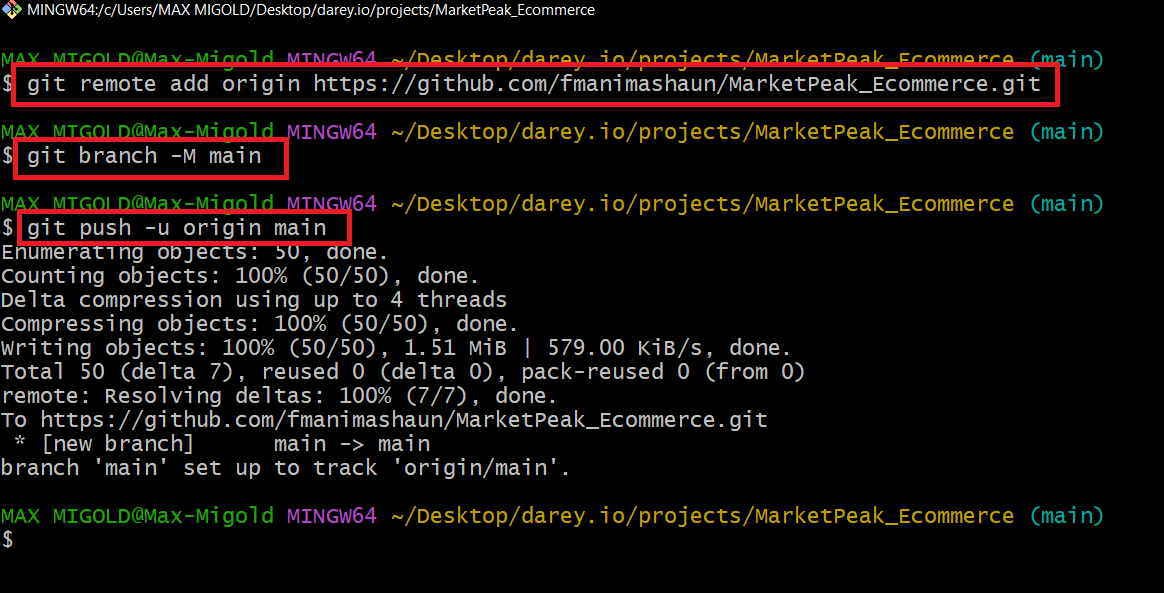 MINGW64:/c/Users/MAX MIGOLD/Desktop/darey.io/projects/MarketPeak_Ecommerce
MAX MIGOLD@Max-Migold MINGW64 ~/Desktop/darey.io/projects/MarketPeak_Ecommerce (main)
$ git remote add origin https://github.com/fmanimashaun/MarketPeak_Ecommerce.git
MAX MIGOLD@Max-Migold MINGW64 ~/Desktop/darey.io/projects/MarketPeak_Ecommerce (main)
$ git branch -M main
MAX MIGOLD@Max-Migold MINGW64 ~/Desktop/darey.io/projects/MarketPeak_Ecommerce (main)
$ git push -u origin main
Enumerating objects: 50, done.
Counting objects: 100% (50/50), done.
Delta compression using up to 4 threads
Compressing objects: 100% (50/50), done.
Writing objects: 100% (50/50), 1.51 MiB | 579.00 KiB/s, done.
Total 50 (delta 7), reused 0 (delta 0), pack-reused 0 (from 0)
remote: Resolving deltas: 100% (7/7), done.
To https://github.com/fmanimashaun/MarketPeak_Ecommerce.git
 * [new branch]      main -> main
branch 'main' set up to track 'origin/main'.
MAX MIGOLD@Max-Migold MINGW64 ~/Desktop/darey.io/projects/MarketPeak_Ecommerce (main)
$